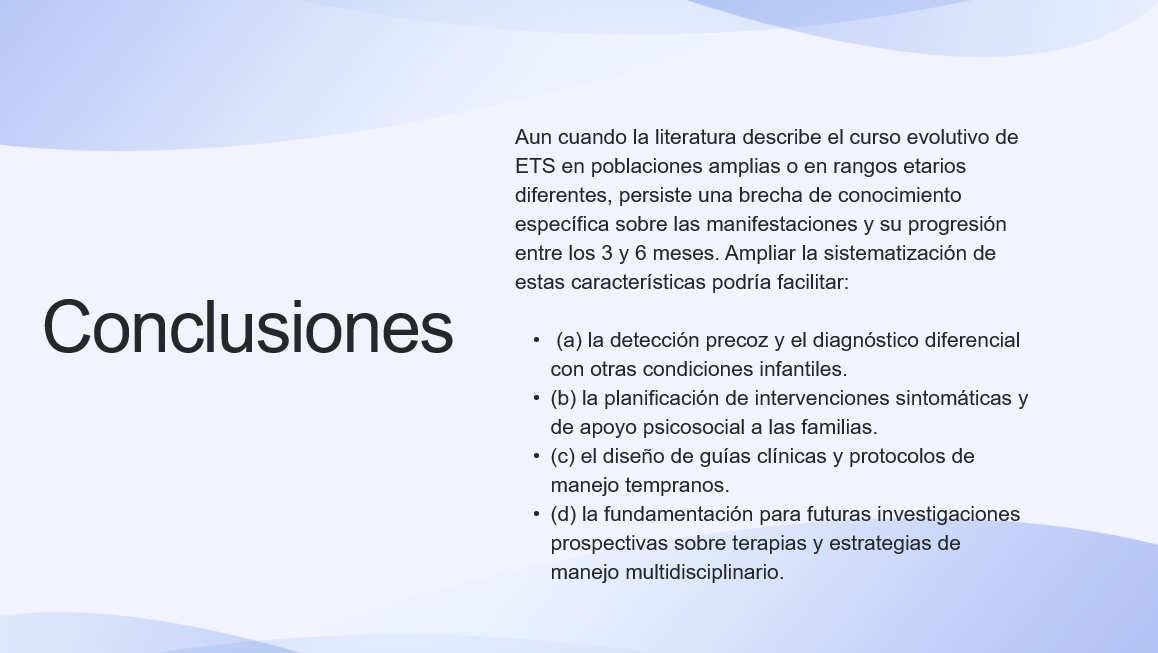 Conclusiones
Aun cuando la literatura describe el curso evolutivo de
ETS en poblaciones amplias o en rangos etarios
diferentes, persiste una brecha de conocimiento
específica sobre las manifestaciones y su progresión
entre los 3 y 6 meses. Ampliar la sistematización de
estas características podría facilitar:
• (a) la detección precoz y el diagnóstico diferencial
con otras condiciones infantiles.
• (b) la planificación de intervenciones sintomáticas y
de apoyo psicosocial a las familias.
• (c) el diseño de guías clínicas y protocolos de
manejo tempranos.
• (d) la fundamentación para futuras investigaciones
prospectivas sobre terapias y estrategias de
manejo multidisciplinario.